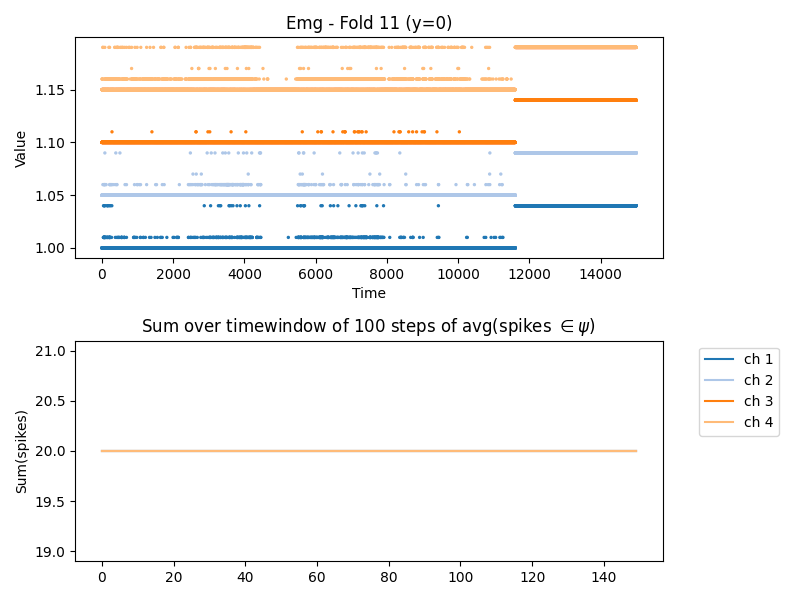 Emg - Fold 11 (y=0)
Value
1.15
1.10
1.05
1.00
0 2000 4000 6000 8000 10000 12000 14000
Time
Sum over timewindow of 100 steps of avg(spikes ∈ ψ)
Sum(spikes)
21.0
20.5
20.0
19.5
19.0
0 20 40 60 80 100 120 140
ch 1
ch 2
ch 3
ch 4